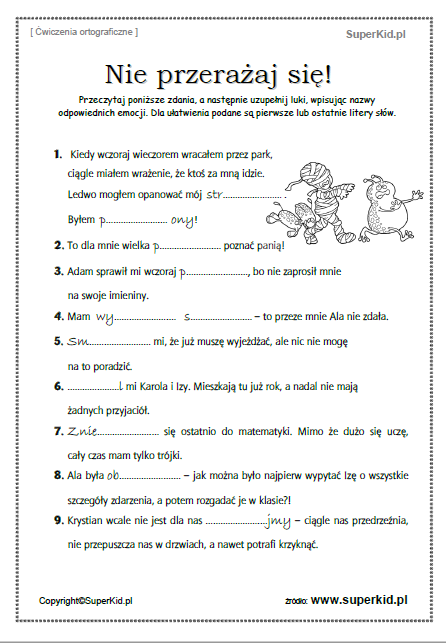 [ Ćwiczenia ortograficzne ]
SuperKid.pl
Nie przerażaj się!
Przeczytaj poniższe zdania, a następnie uzupełnij luki, wpisując nazwy
odpowiednich emocji. Dla ułatwienia podane są pierwsze lub ostatnie litery słów.
1. Kiedy wczoraj wieczorem wracałem przez park,
ciągle miałem wrażenie, że ktoś za mną idzie.
Ledwo mogłem opanować mój str...................... .
Byłem p...................... ony!
2. To dla mnie wielka p...................... poznać panią!
3. Adam sprawił mi wczoraj p......................, bo nie zaprosił mnie
na swoje imieniny.
4. Mam wy...................... s...................... – to przeze mnie Ala nie zdała.
5. Sm...................... mi, że już muszę wyjeżdżać, ale nic nie mogę
na to poradzić.
6. ...................l mi Karola i Izy. Mieszkają tu już rok, a nadal nie mają
żadnych przyjaciół.
7. Znie...................... się ostatnio do matematyki. Mimo że dużo się uczę,
cały czas mam tylko trójki.
8. Ala była ob...................... – jak można było najpierw wypytać Izę o wszystkie
szczegóły zdarzenia, a potem rozgadać je w klasie?!
9. Krystian wcale nie jest dla nas ......................jmy – ciągle nas przedrzeźnia,
nie przepuszcza nas w drzwiach, a nawet potrafi krzyknąć.
Copyright©SuperKid.pl
źródło: www.superkid.pl